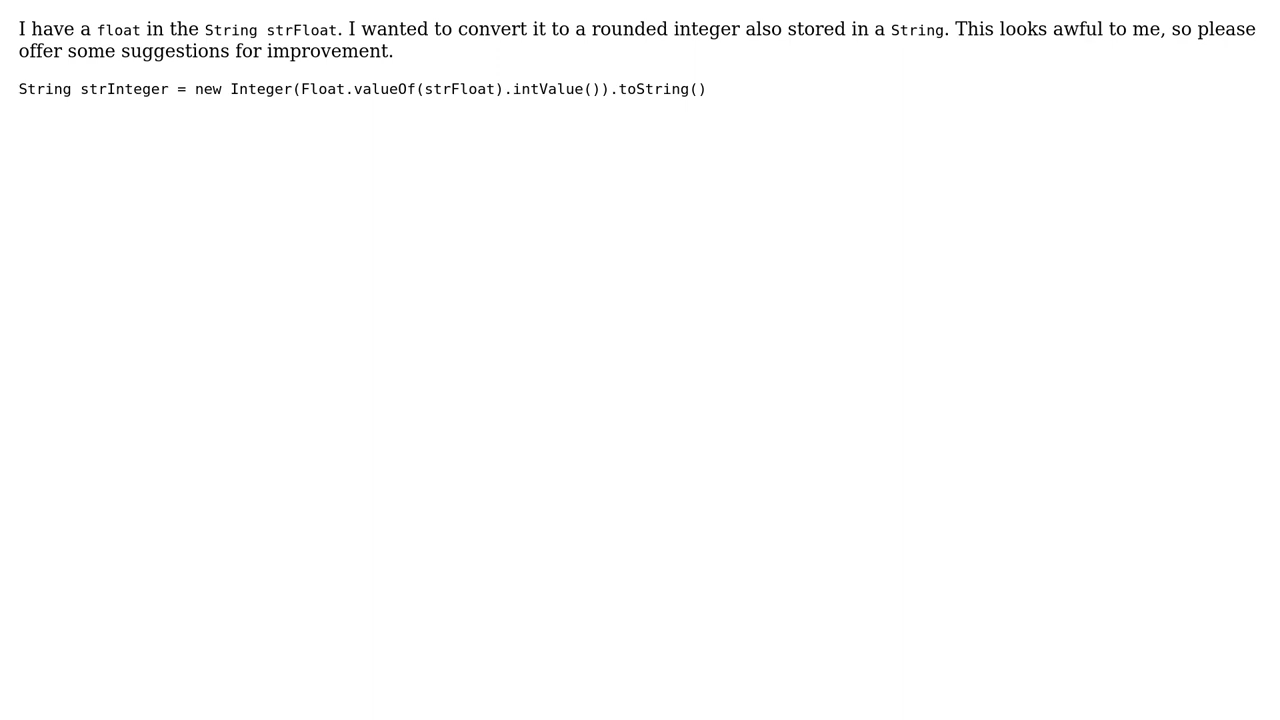 I have a float in the String strFloat. I wanted to convert it to a rounded integer also stored in a String. This looks awful to me, so please
offer some suggestions for improvement.
String strInteger = new Integer(Float.valueOf(strFloat).intValue()).toString()